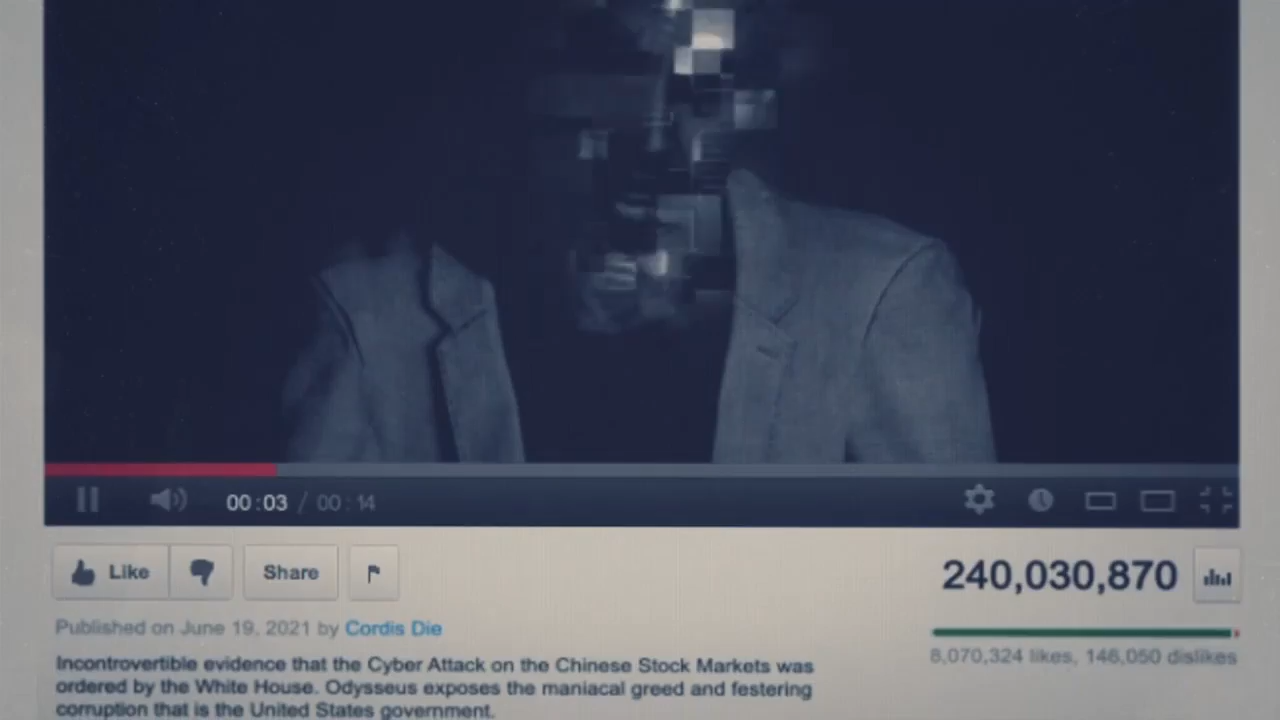 00:03 / 00:14
Like
Share
240,030,870
Published on June 19, 2021 by Cordis Die
8,070,324 likes, 146,050 dislikes
Incontrovertible evidence that the Cyber Attack on the Chinese Stock Markets was
ordered by the White House. Odysseus exposes the maniacal greed and festering
corruption that is the United States government.